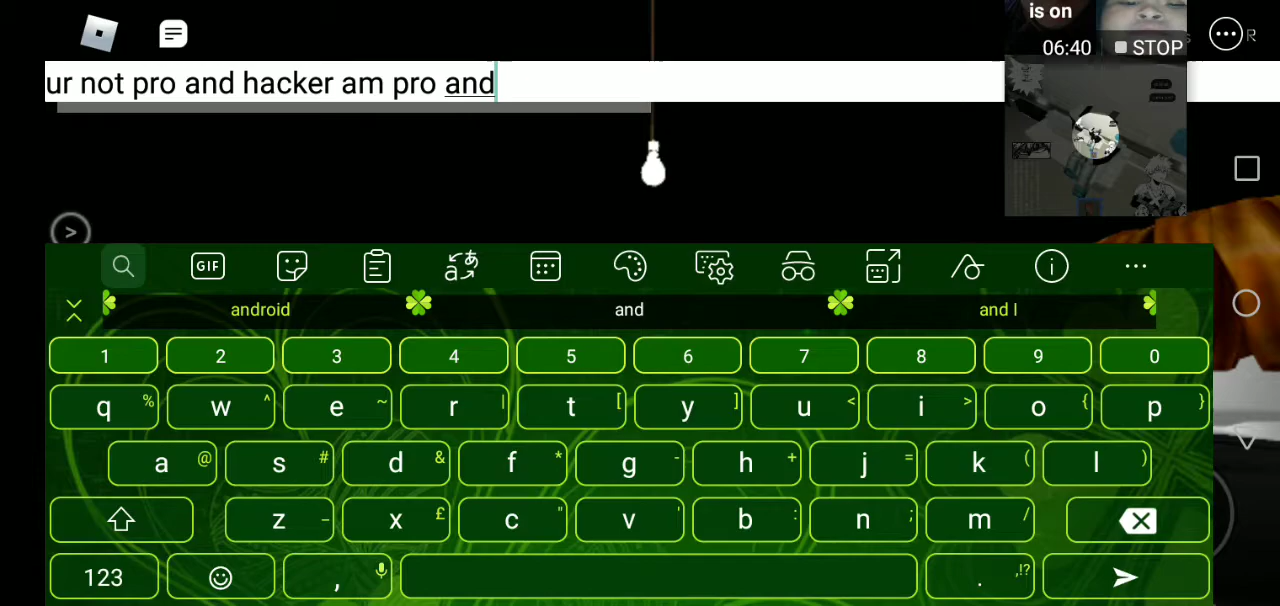 is on
06:40 STOP
R
ur not pro and hacker am pro and
>
GIF
android and and I
1 2 3 4 5 6 7 8 9 0
q % w ^ e ~ r | t [ y ] u < i > o { p }
a @ s # d & f * g - h + j = k ( l )
z _ x £ c " v ' b : n ; m /
123 , . ,!?